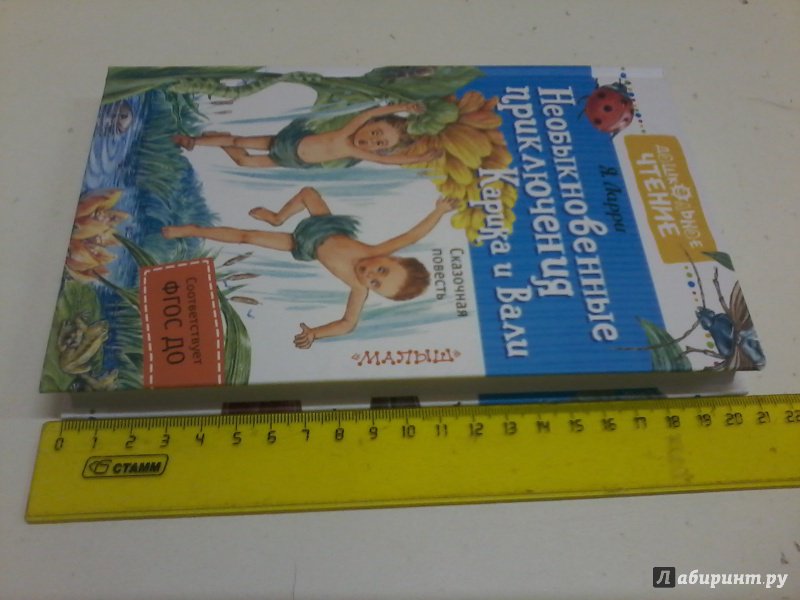 ДОШКОЛЬНОЕ
ЧТЕНИЕ
Я. Ларри
Необыкновенные
приключения
Карика и Вали
Сказочная
повесть
«МАЛЫШ»
Соответствует
ФГОС ДО
0 1 2 3 4 5 6 7 8 9 10 11 12 13 14 15 16 17 18 19 20 21 22
СТАММ
Лабиринт.ру